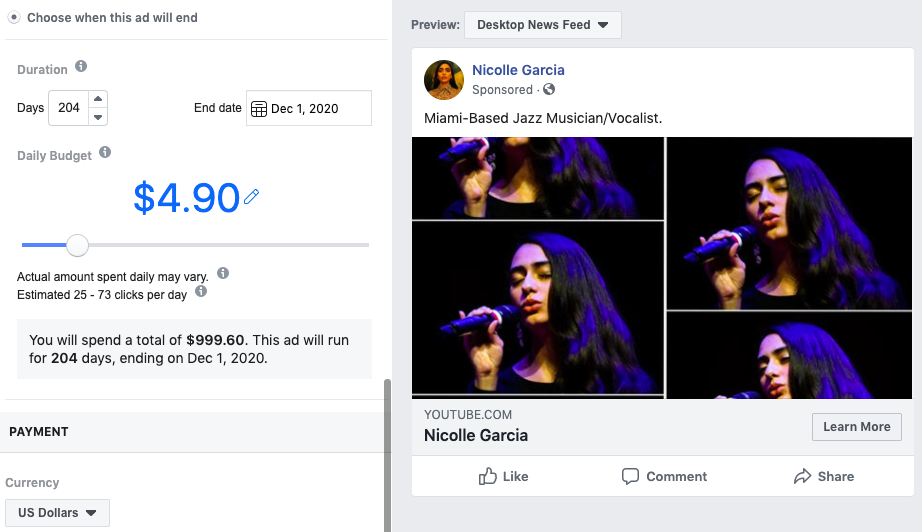 Choose when this ad will end
Duration
Days 204 End date Dec 1, 2020
Daily Budget
$4.90
Actual amount spent daily may vary.
Estimated 25 - 73 clicks per day
You will spend a total of $999.60. This ad will run
for 204 days, ending on Dec 1, 2020.
PAYMENT
Currency
US Dollars
Preview: Desktop News Feed
Nicolle Garcia
Sponsored ·
Miami-Based Jazz Musician/Vocalist.
YOUTUBE.COM
Nicolle Garcia
Learn More
Like Comment Share